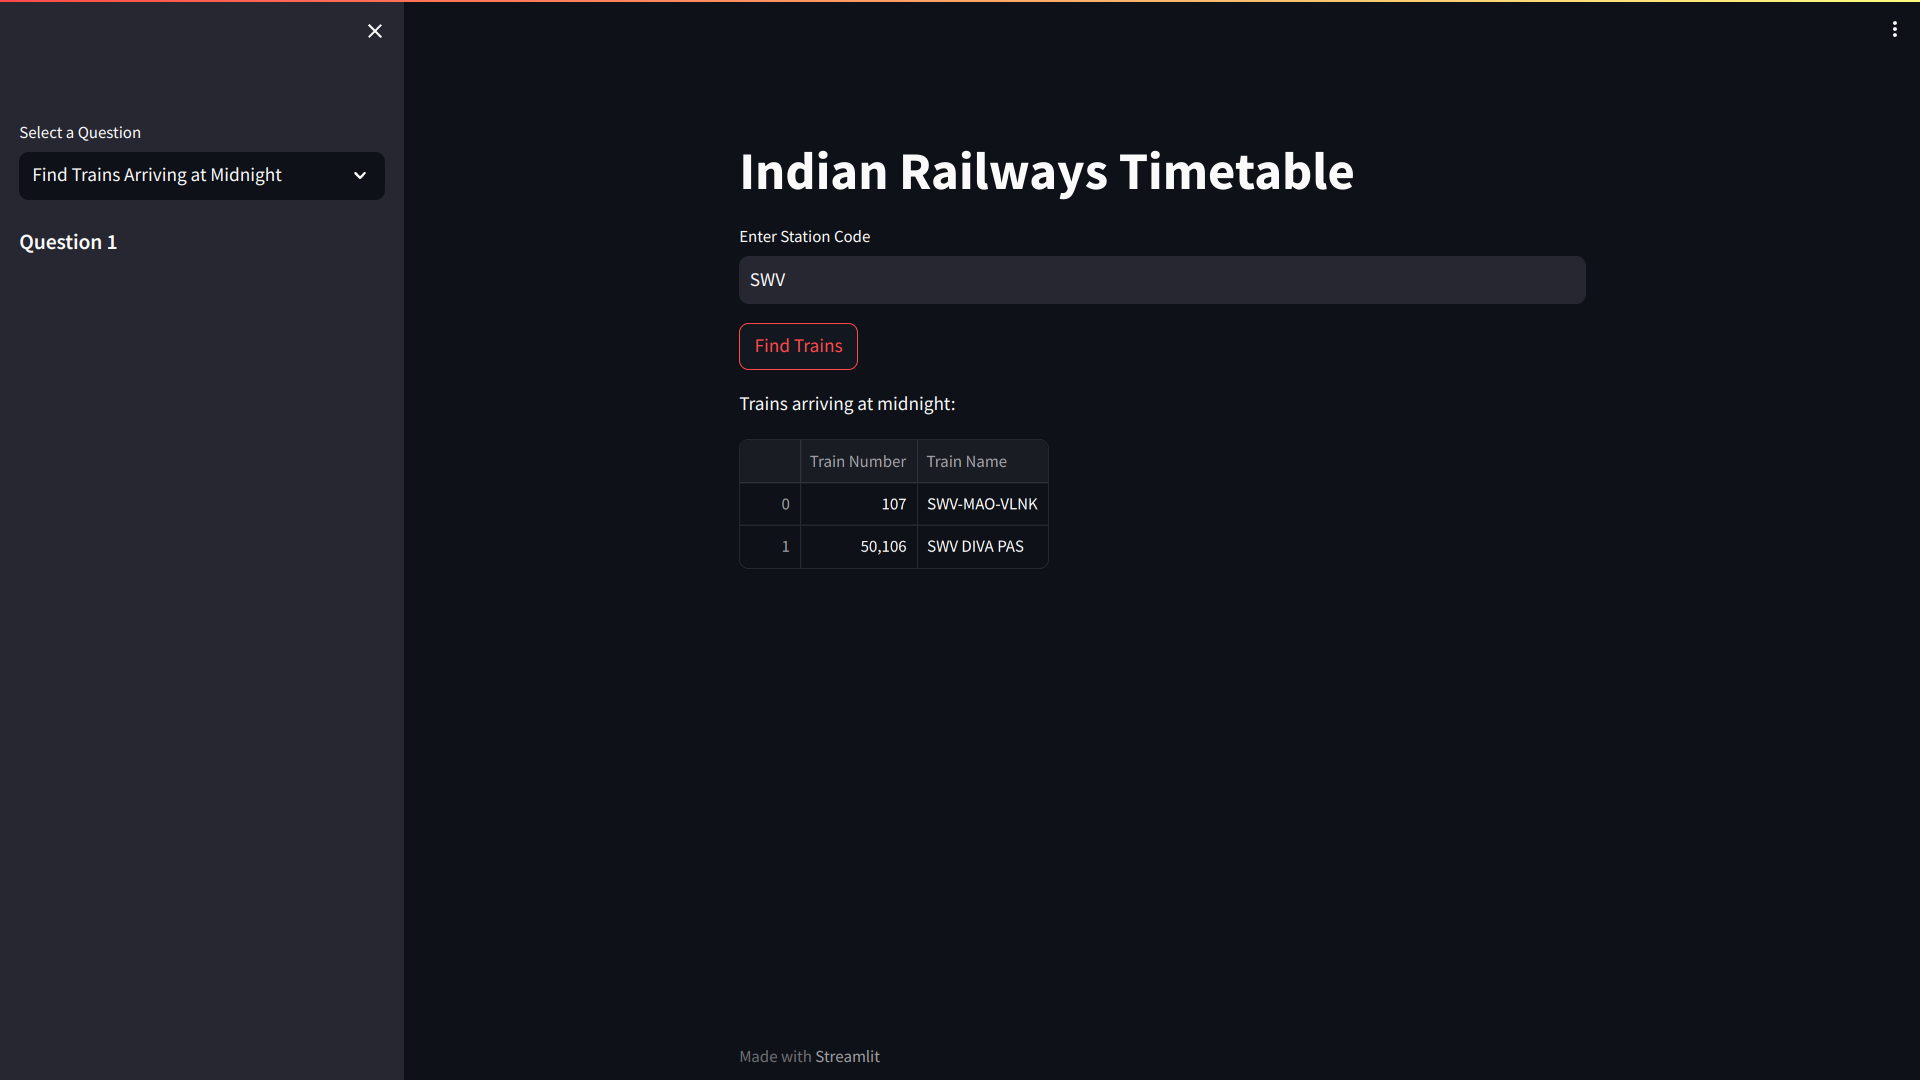 Select a Question
Find Trains Arriving at Midnight
Question 1
Indian Railways Timetable
Enter Station Code
SWV
Find Trains
Trains arriving at midnight:
Train Number Train Name
0 107 SWV-MAO-VLNK
1 50,106 SWV DIVA PAS
Made with Streamlit